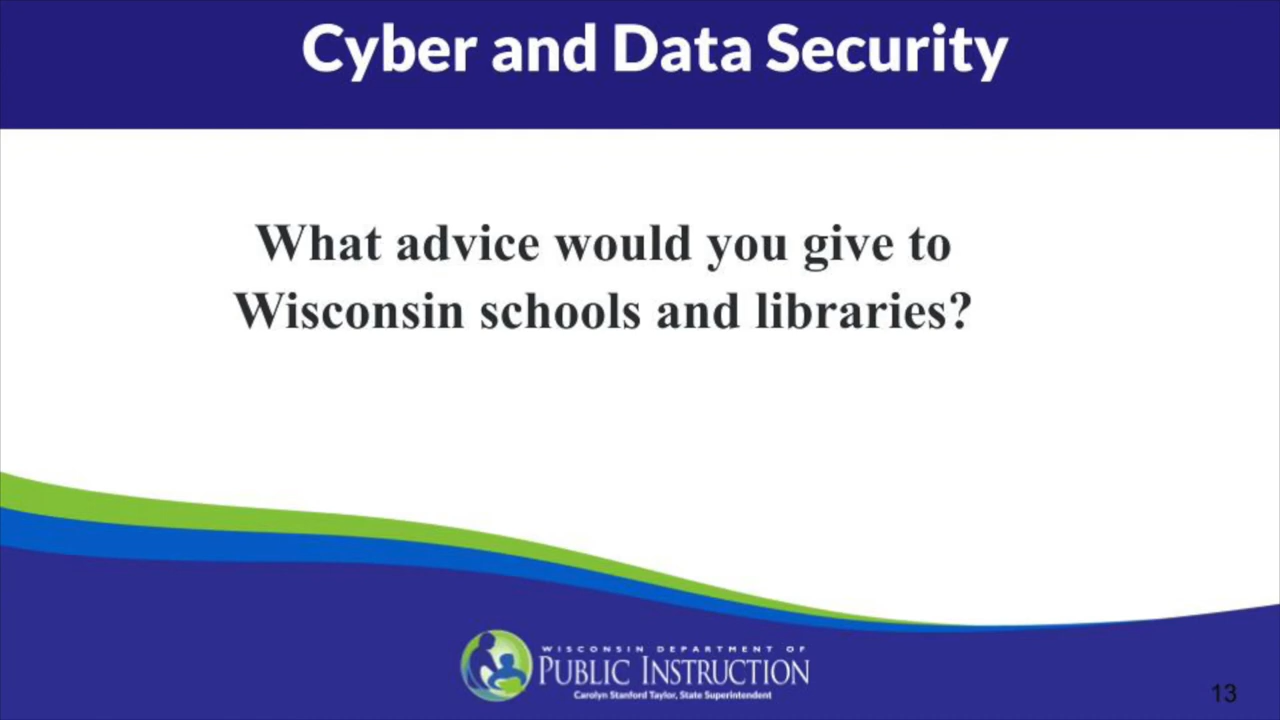 Cyber and Data Security
What advice would you give to
Wisconsin schools and libraries?
WISCONSIN DEPARTMENT OF
PUBLIC INSTRUCTION
Carolyn Stanford Taylor, State Superintendent
13